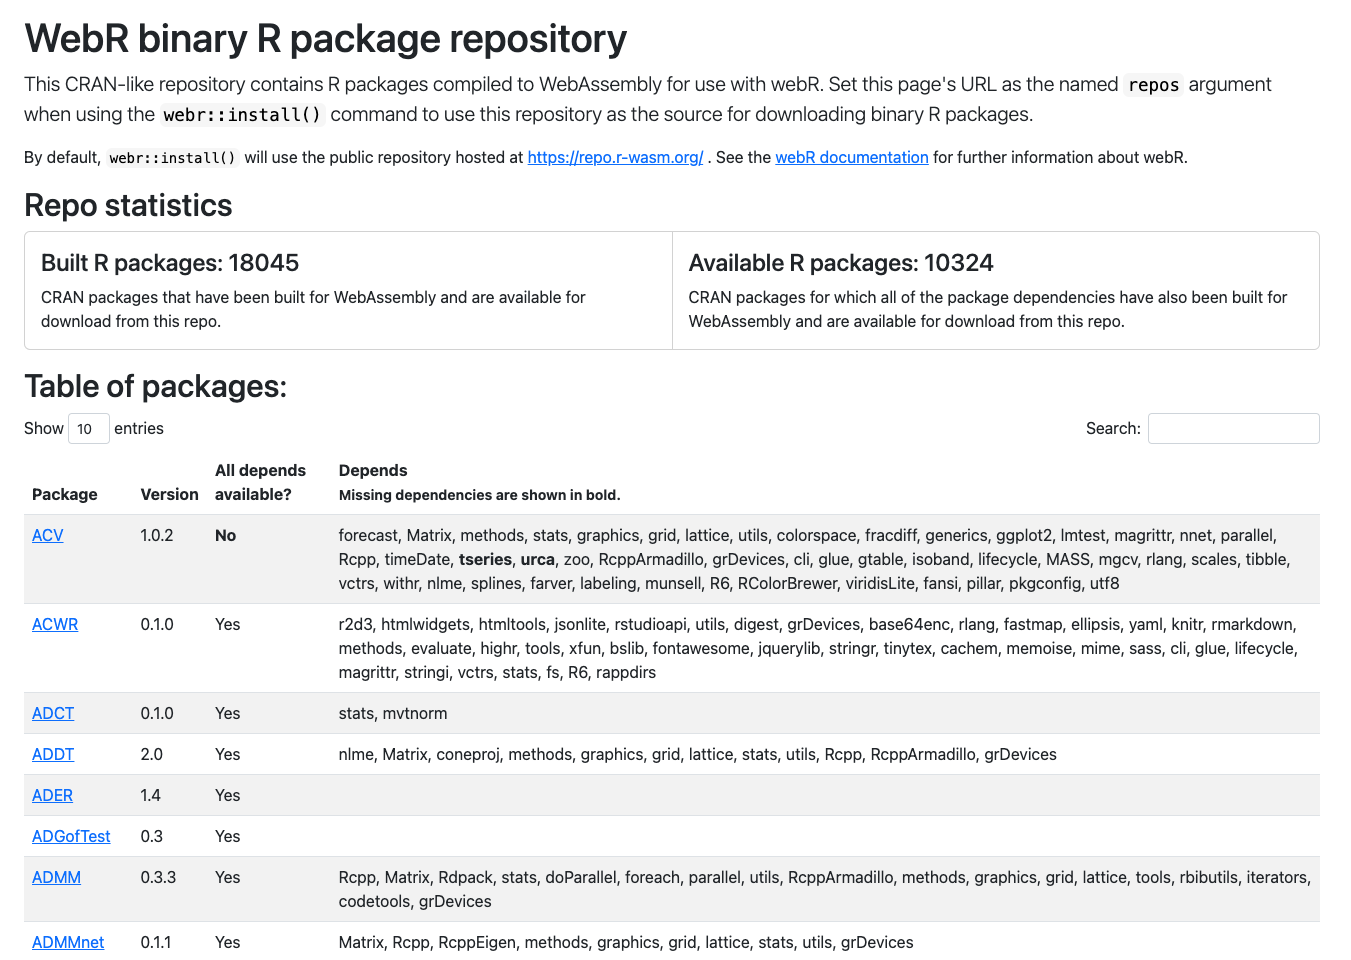 WebR binary R package repository
This CRAN-like repository contains R packages compiled to WebAssembly for use with webR. Set this page's URL as the named repos argument
when using the webr::install() command to use this repository as the source for downloading binary R packages.
By default, webr::install() will use the public repository hosted at https://repo.r-wasm.org/ . See the webR documentation for further information about webR.
Repo statistics
Built R packages: 18045
CRAN packages that have been built for WebAssembly and are available for
download from this repo.
Available R packages: 10324
CRAN packages for which all of the package dependencies have also been built for
WebAssembly and are available for download from this repo.
Table of packages:
Show 10 entries
Search:
Package Version All depends available? Depends
Missing dependencies are shown in bold.
ACV 1.0.2 No forecast, Matrix, methods, stats, graphics, grid, lattice, utils, colorspace, fracdiff, generics, ggplot2, lmtest, magrittr, nnet, parallel,
Rcpp, timeDate, tseries, urca, zoo, RcppArmadillo, grDevices, cli, glue, gtable, isoband, lifecycle, MASS, mgcv, rlang, scales, tibble,
vctrs, withr, nlme, splines, farver, labeling, munsell, R6, RColorBrewer, viridisLite, fansi, pillar, pkgconfig, utf8
ACWR 0.1.0 Yes r2d3, htmlwidgets, htmltools, jsonlite, rstudioapi, utils, digest, grDevices, base64enc, rlang, fastmap, ellipsis, yaml, knitr, rmarkdown,
methods, evaluate, highr, tools, xfun, bslib, fontawesome, jquerylib, stringr, tinytex, cachem, memoise, mime, sass, cli, glue, lifecycle,
magrittr, stringi, vctrs, stats, fs, R6, rappdirs
ADCT 0.1.0 Yes stats, mvtnorm
ADDT 2.0 Yes nlme, Matrix, coneproj, methods, graphics, grid, lattice, stats, utils, Rcpp, RcppArmadillo, grDevices
ADER 1.4 Yes
ADGofTest 0.3 Yes
ADMM 0.3.3 Yes Rcpp, Matrix, Rdpack, stats, doParallel, foreach, parallel, utils, RcppArmadillo, methods, graphics, grid, lattice, tools, rbibutils, iterators,
codetools, grDevices
ADMMnet 0.1.1 Yes Matrix, Rcpp, RcppEigen, methods, graphics, grid, lattice, stats, utils, grDevices